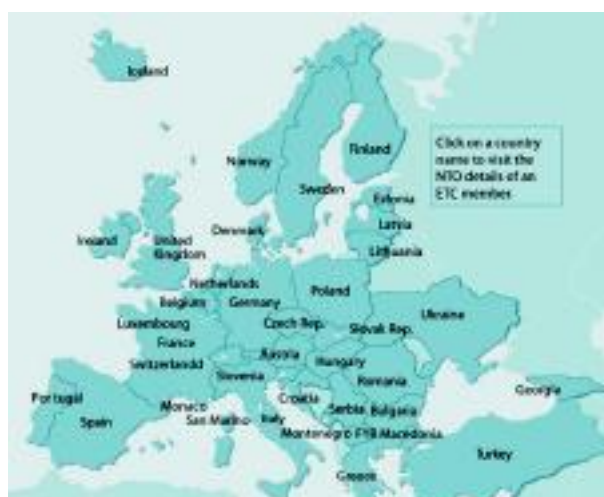 Iceland
Norway
Finland
Sweden
Click on a country
name to visit the
NTO details of an
ETC member
Estonia
Latvia
Lithuania
Denmark
Ireland
United
Kingdom
Netherlands
Belgium
Germany
Poland
Luxembourg
Czech Rep.
Slovak Rep.
Ukraine
France
Switzerlandd
Austria
Hungary
Slovenia
Romania
Georgia
Portugal
Spain
Monaco
San Marino
Croatia
Italy
Serbia
Bulgaria
Montenegro
FYR Macedonia
Greece
Turkey